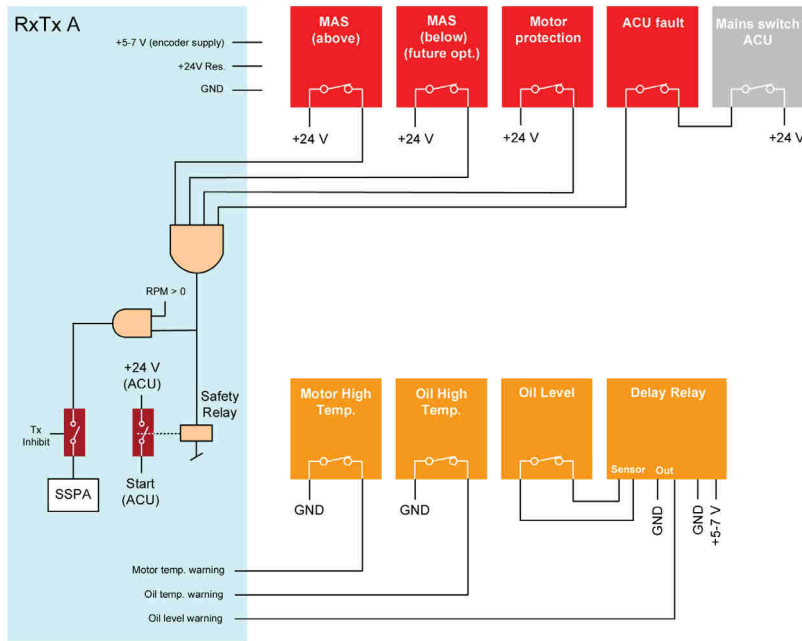 RxTx A
+5-7 V (encoder supply)
+24V Res.
GND
MAS
(above)
MAS
(below)
(future opt.)
Motor
protection
ACU fault
Mains switch
ACU
+24 V
+24 V
+24 V
+24 V
RPM > 0
+24 V
(ACU)
Safety
Relay
Tx
Inhibit
Start
(ACU)
SSPA
Motor High
Temp.
Oil High
Temp.
Oil Level
Delay Relay
Sensor
Out
GND
GND
GND
GND
+5-7 V
Motor temp. warning
Oil temp. warning
Oil level warning